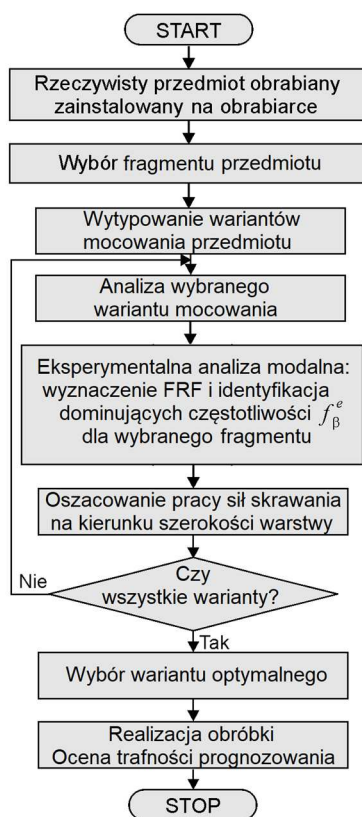 START
Rzeczywisty przedmiot obrabiany
zainstalowany na obrabiarce
Wybór fragmentu przedmiotu
Wytypowanie wariantów
mocowania przedmiotu
Analiza wybranego
wariantu mocowania
Eksperymentalna analiza modalna:
wyznaczenie FRF i identyfikacja
dominujących częstotliwości f_β^e
dla wybranego fragmentu
Oszacowanie pracy sił skrawania
na kierunku szerokości warstwy
Nie
Czy
wszystkie warianty?
Tak
Wybór wariantu optymalnego
Realizacja obróbki
Ocena trafności prognozowania
STOP